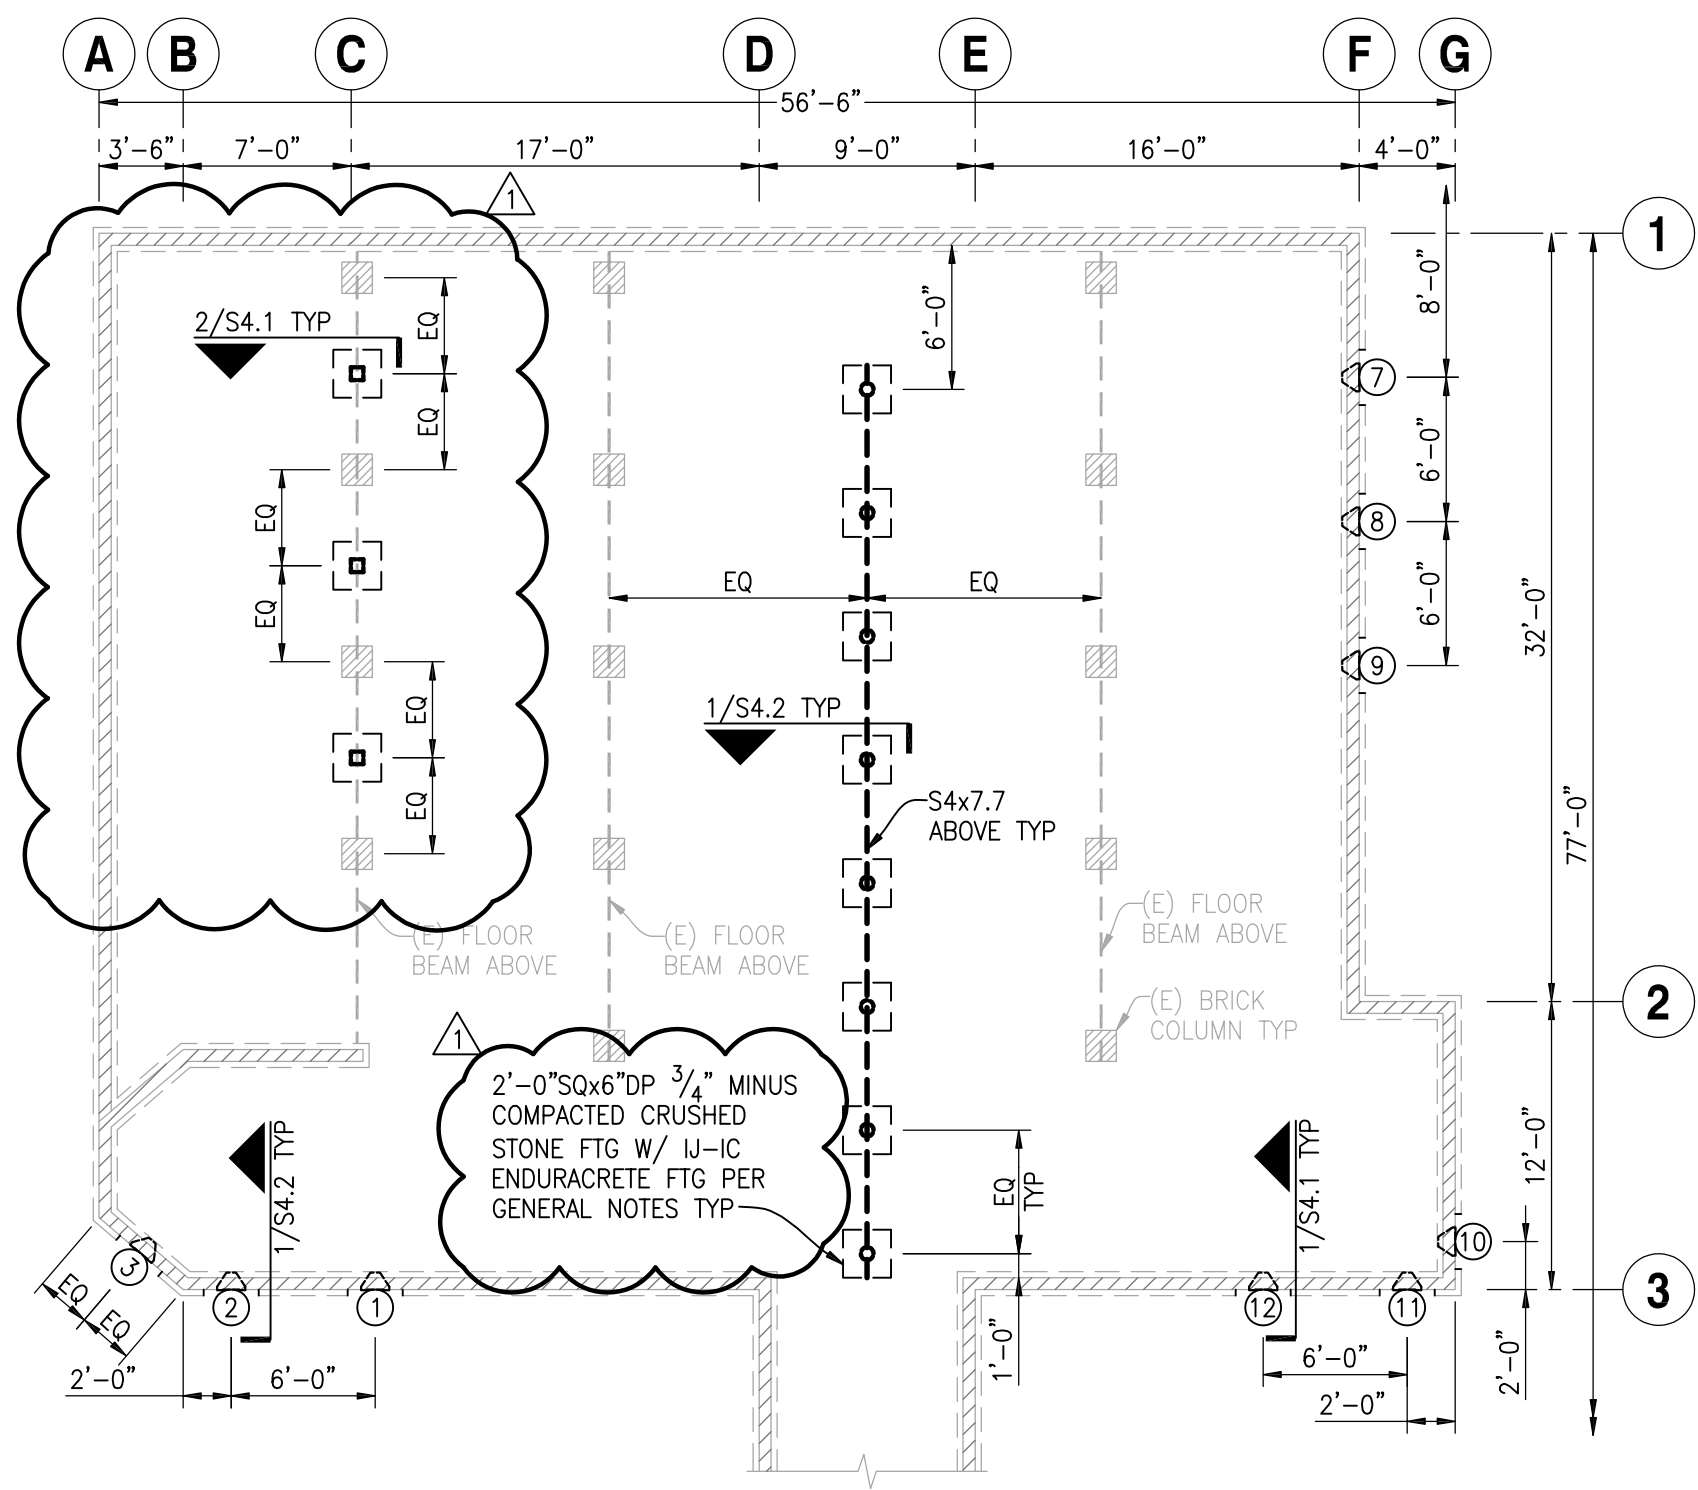 A B C D E F G
56'-6"
3'-6" 7'-0" 17'-0" 9'-0" 16'-0" 4'-0"
1
1
8'-0"
6'-0"
2/S4.1 TYP
EQ
EQ
7
6'-0"
8
EQ
EQ
EQ EQ
6'-0"
32'-0"
9
EQ
EQ
1/S4.2 TYP
S4x7.7
ABOVE TYP
77'-0"
(E) FLOOR
BEAM ABOVE
(E) FLOOR
BEAM ABOVE
(E) FLOOR
BEAM ABOVE
(E) BRICK
COLUMN TYP
2
1
2'-0"SQx6"DP 3/4" MINUS
COMPACTED CRUSHED
STONE FTG W/ IJ-IC
ENDURACRETE FTG PER
GENERAL NOTES TYP
EQ
TYP
12'-0"
1/S4.2 TYP
1/S4.1 TYP
10
3
3
2 1
12 11
EQ
EQ
1'-0"
2'-0"
2'-0" 6'-0"
6'-0"
2'-0"